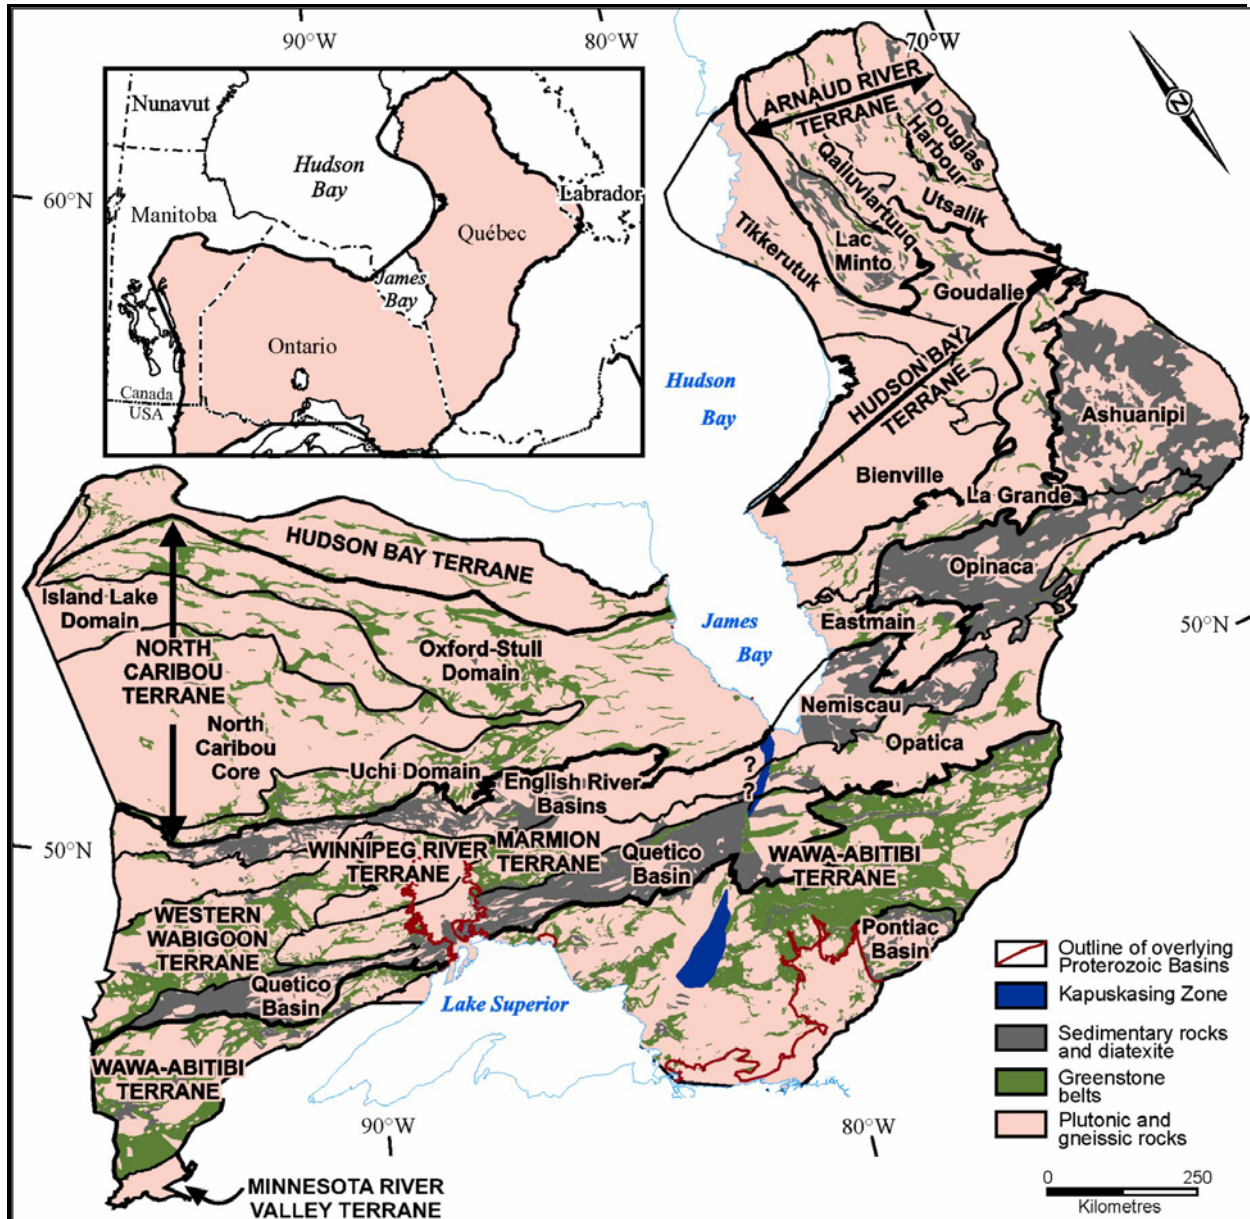 90°W
80°W
70°W
60°N
Nunavut
Hudson
Bay
Manitoba
Labrador
Québec
James
Bay
Ontario
Canada
USA
N
ARNAUD RIVER
TERRANE
Douglas
Harbour
Qalluviartuuq
Utsalik
Lac
Minto
Tikkerutuk
Goudalie
Hudson
Bay
HUDSON BAY
TERRANE
Ashuanipi
Bienville
La Grande
HUDSON BAY TERRANE
Opinaca
Island Lake
Domain
James
Bay
Eastmain
50°N
NORTH
CARIBOU
TERRANE
Oxford-Stull
Domain
Nemiscau
North
Caribou
Core
Opatica
Uchi Domain
English River
Basins
?
?
50°N
WINNIPEG RIVER
TERRANE
MARMION
TERRANE
Quetico
Basin
WAWA-ABITIBI
TERRANE
WESTERN
WABIGOON
TERRANE
Pontiac
Basin
Quetico
Basin
Lake Superior
WAWA-ABITIBI
TERRANE
Outline of overlying
Proterozoic Basins
Kapuskasing Zone
Sedimentary rocks
and diatexite
Greenstone
belts
Plutonic and
gneissic rocks
90°W
80°W
MINNESOTA RIVER
VALLEY TERRANE
0 250
Kilometres